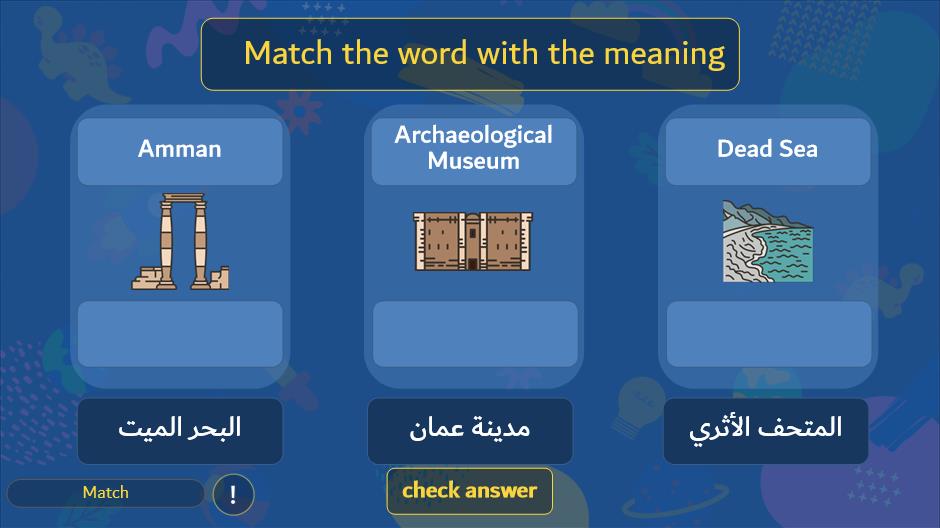 Match the word with the meaning
Amman
Archaeological
Museum
Dead Sea
البحر الميت
مدينة عمان
المتحف الأثري
Match
!
check answer